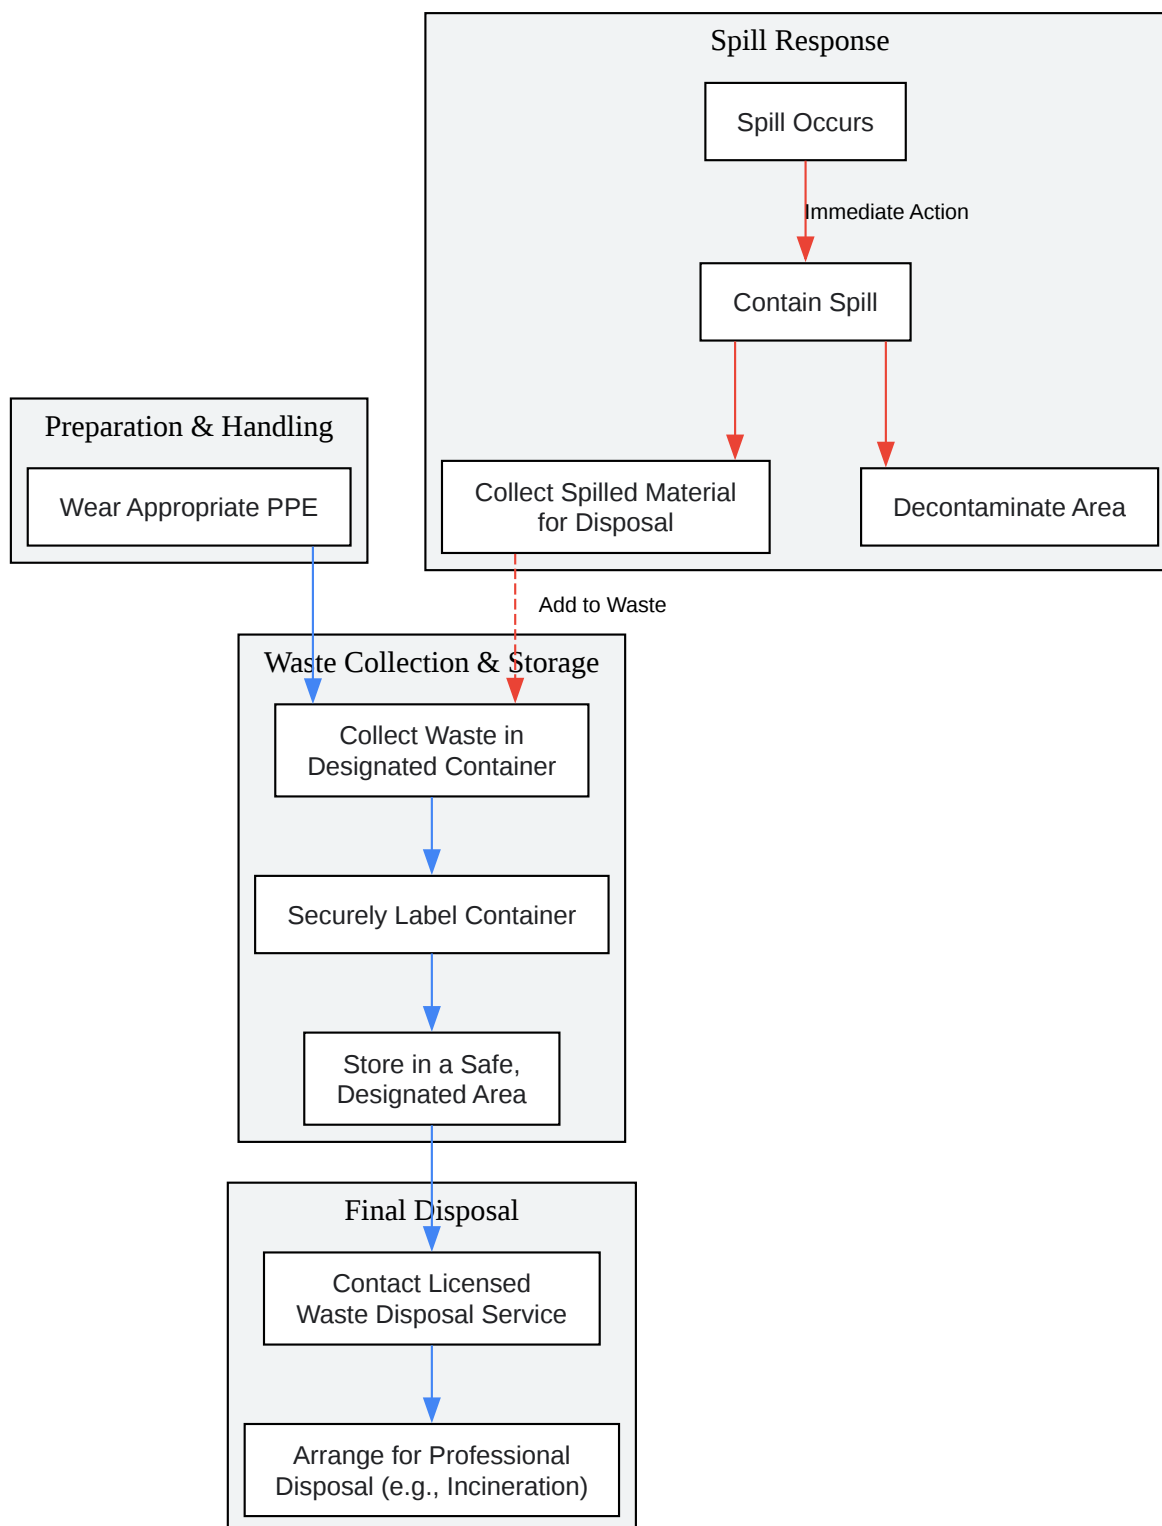 Spill Response
Spill Occurs
Immediate Action
Contain Spill
Preparation & Handling
Wear Appropriate PPE
Collect Spilled Material
for Disposal
Decontaminate Area
Add to Waste
Waste Collection & Storage
Collect Waste in
Designated Container
Securely Label Container
Store in a Safe,
Designated Area
Final Disposal
Contact Licensed
Waste Disposal Service
Arrange for Professional
Disposal (e.g., Incineration)